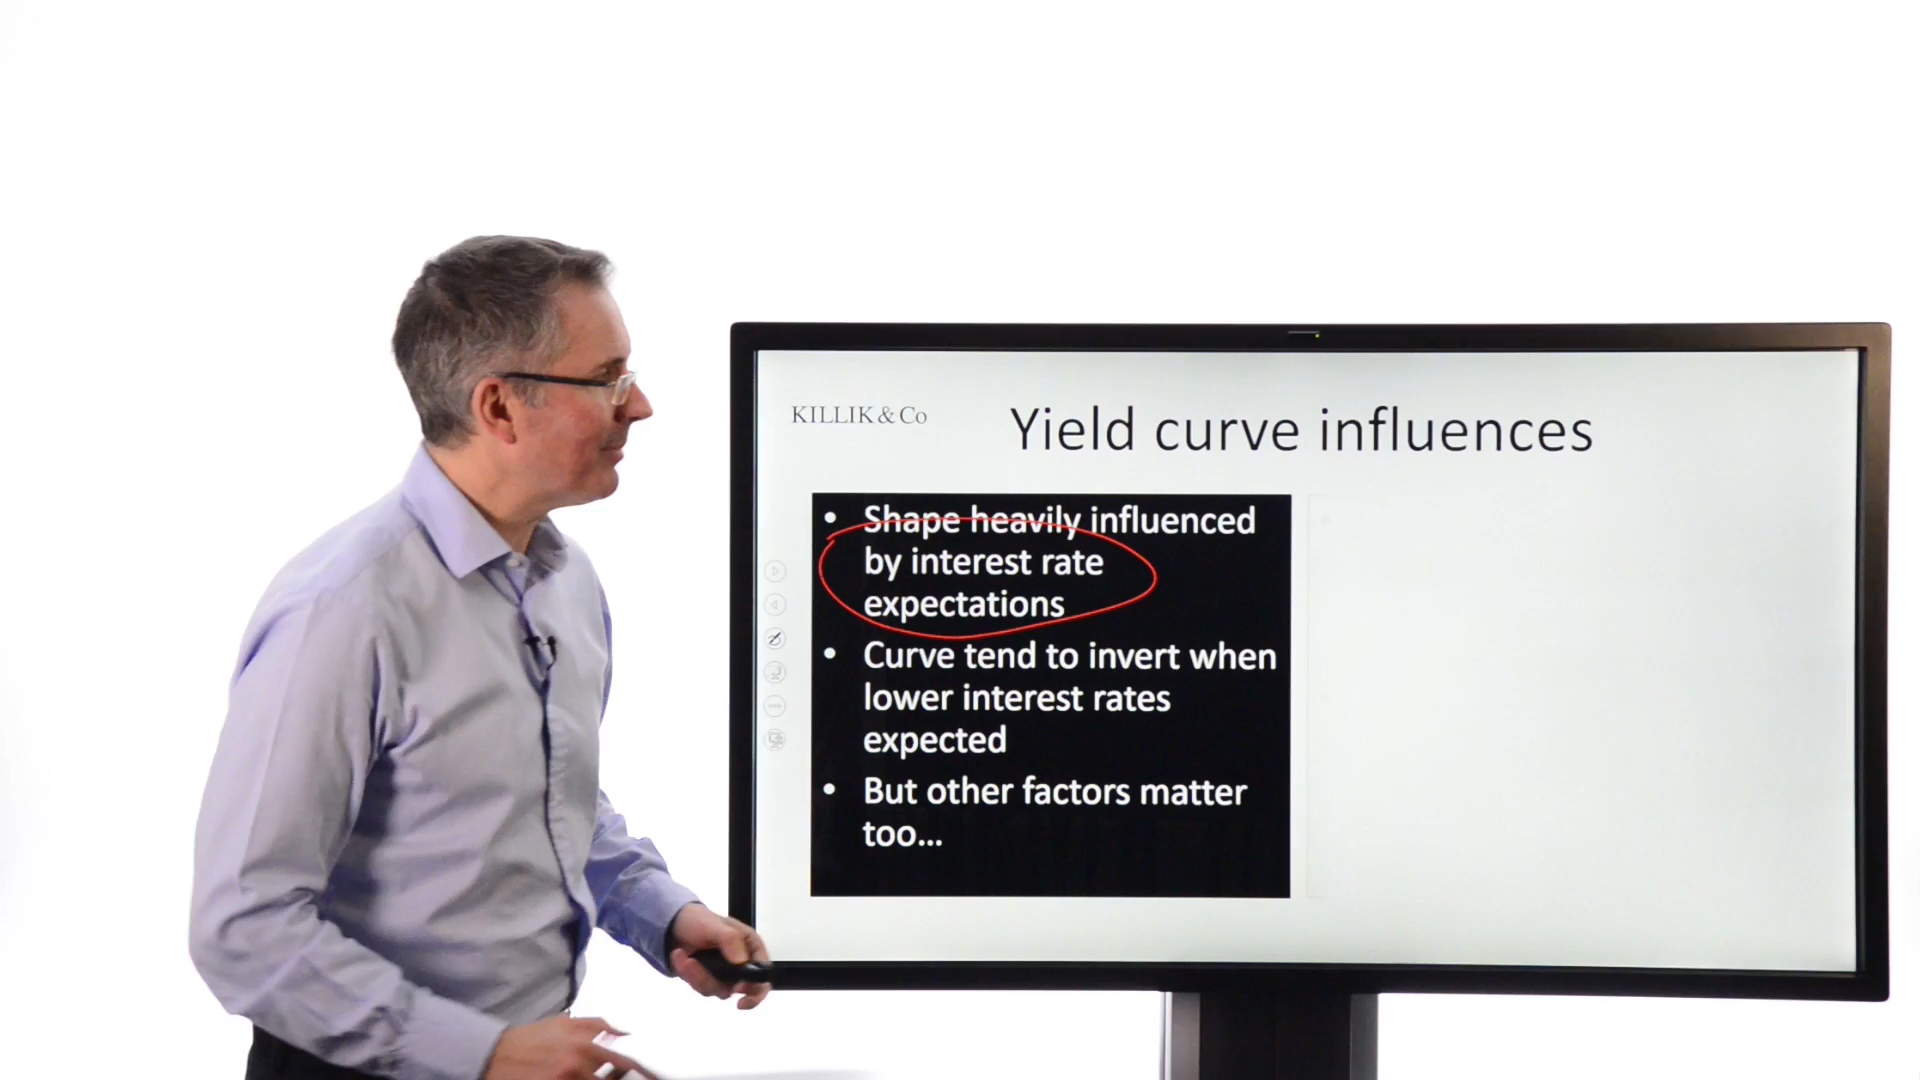 KILLIK & Co
Yield curve influences
• Shape heavily influenced
by interest rate
expectations
• Curve tend to invert when
lower interest rates
expected
• But other factors matter
too...